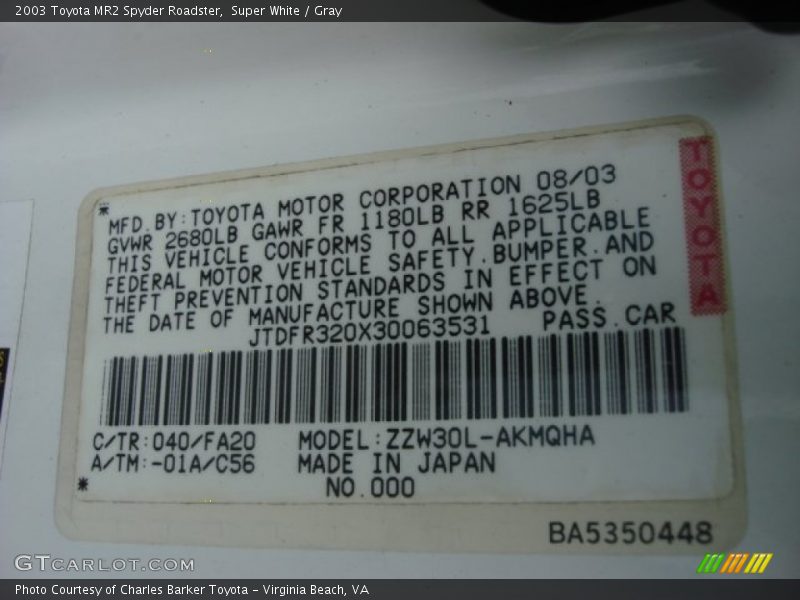 2003 Toyota MR2 Spyder Roadster,  Super White / Gray
MFD.BY:TOYOTA MOTOR CORPORATION 08/03
GVWR 2680LB GAWR FR 1180LB RR 1625LB
THIS VEHICLE CONFORMS TO ALL APPLICABLE
FEDERAL MOTOR VEHICLE SAFETY.BUMPER.AND
THEFT PREVENTION STANDARDS IN EFFECT ON
THE DATE OF MANUFACTURE SHOWN ABOVE.
JTDFR320X30063531 PASS.CAR
TOYOTA
C/TR:040/FA20 MODEL:ZZW30L-AKMQHA
A/TM:-01A/C56 MADE IN JAPAN
NO.000
BA5350448
GTCARLOT.COM
Photo Courtesy of Charles Barker Toyota - Virginia Beach, VA